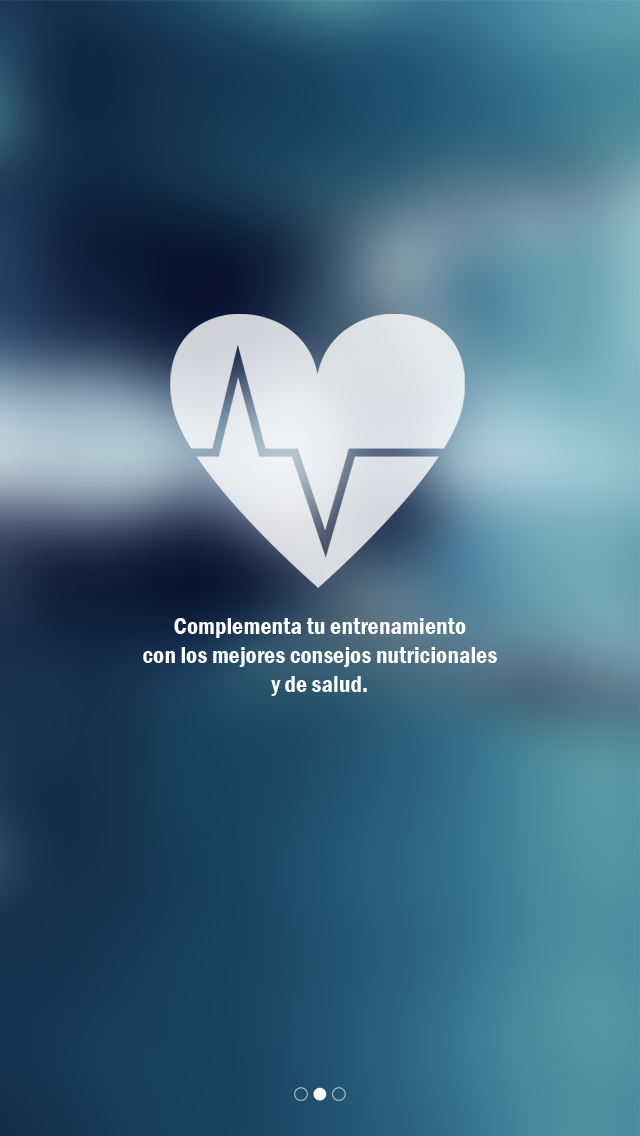 Complementa tu entrenamiento
con los mejores consejos nutricionales
y de salud.